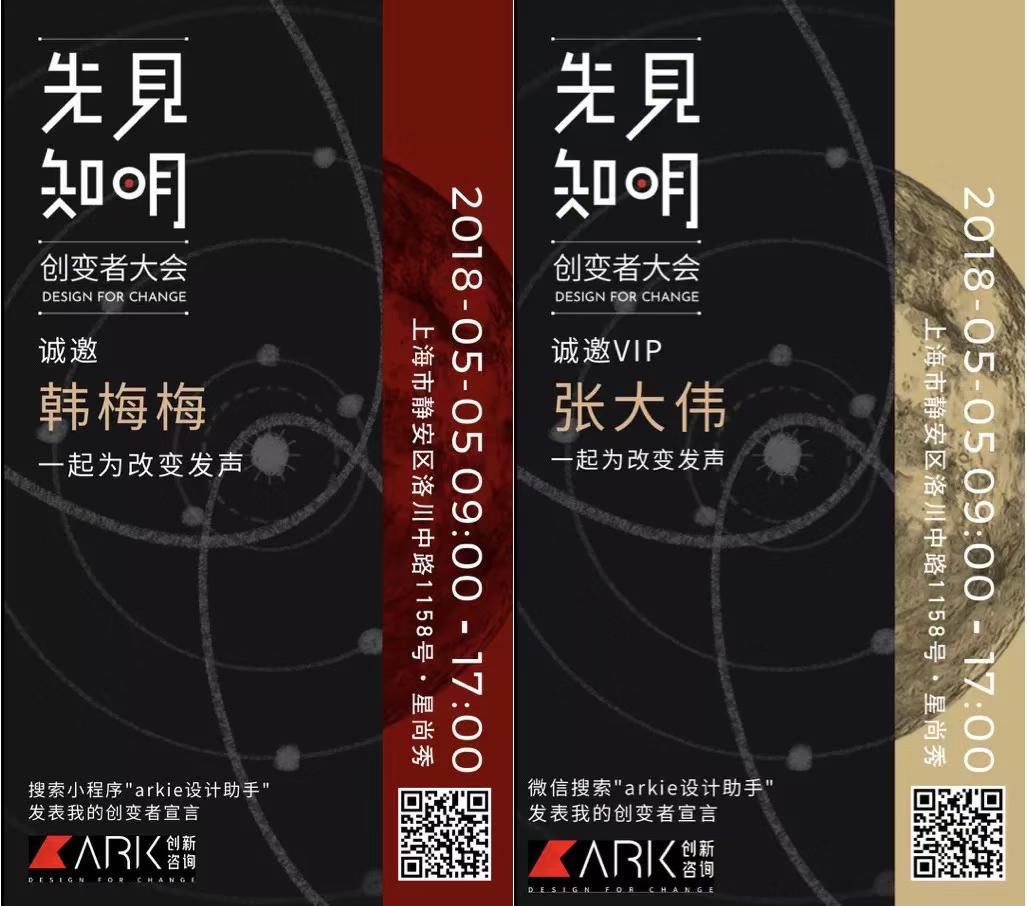 先見
知明
创变者大会
DESIGN FOR CHANGE
诚邀
韩梅梅
一起为改变发声
2018-05-05 09:00 - 17:00
上海市静安区洛川中路1158号·星尚秀
搜索小程序"arkie设计助手"
发表我的创变者宣言
ARK 创新咨询
DESIGN FOR CHANGE
先見
知明
创变者大会
DESIGN FOR CHANGE
诚邀VIP
张大伟
一起为改变发声
2018-05-05 09:00 - 17:00
上海市静安区洛川中路1158号·星尚秀
微信搜索"arkie设计助手"
发表我的创变者宣言
ARK 创新咨询
DESIGN FOR CHANGE